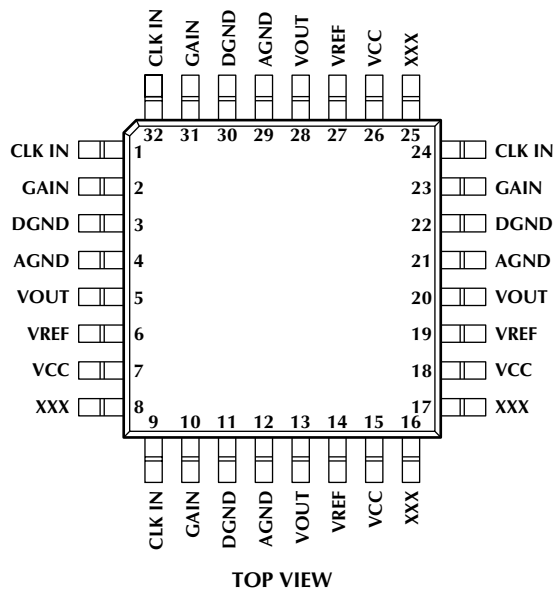 CLK IN GAIN DGND AGND VOUT VREF VCC XXX
32 31 30 29 28 27 26 25
CLK IN 1 24 CLK IN
GAIN 2 23 GAIN
DGND 3 22 DGND
AGND 4 21 AGND
VOUT 5 20 VOUT
VREF 6 19 VREF
VCC 7 18 VCC
XXX 8 17 XXX
9 10 11 12 13 14 15 16
CLK IN GAIN DGND AGND VOUT VREF VCC XXX
TOP VIEW